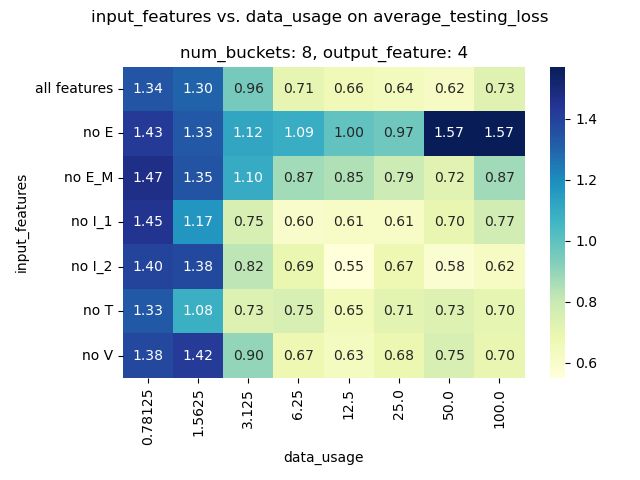 input_features vs. data_usage on average_testing_loss
num_buckets: 8, output_feature: 4
input_features
all features 1.34 1.30 0.96 0.71 0.66 0.64 0.62 0.73
no E 1.43 1.33 1.12 1.09 1.00 0.97 1.57 1.57
no E_M 1.47 1.35 1.10 0.87 0.85 0.79 0.72 0.87
no I_1 1.45 1.17 0.75 0.60 0.61 0.61 0.70 0.77
no I_2 1.40 1.38 0.82 0.69 0.55 0.67 0.58 0.62
no T 1.33 1.08 0.73 0.75 0.65 0.71 0.73 0.70
no V 1.38 1.42 0.90 0.67 0.63 0.68 0.75 0.70
0.78125 1.5625 3.125 6.25 12.5 25.0 50.0 100.0
data_usage
1.4
1.2
1.0
0.8
0.6